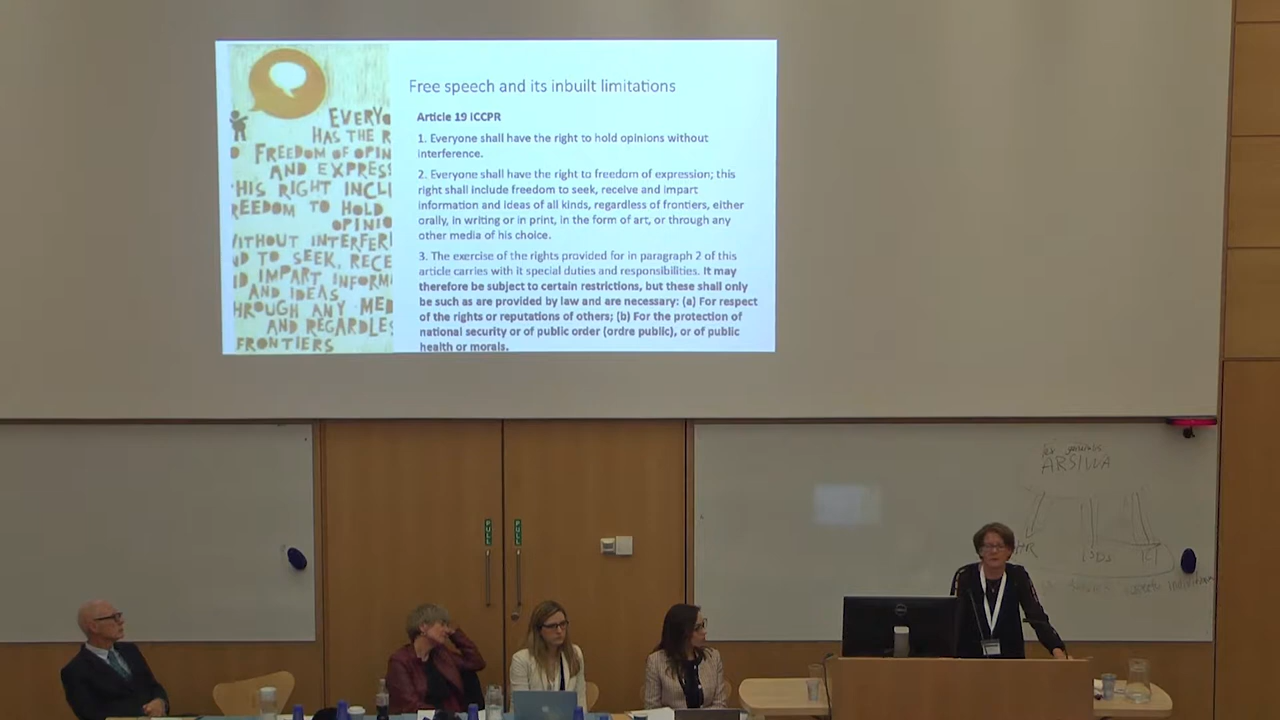 Free speech and its inbuilt limitations
Article 19 ICCPR
1. Everyone shall have the right to hold opinions without
interference.
2. Everyone shall have the right to freedom of expression; this
right shall include freedom to seek, receive and impart
information and ideas of all kinds, regardless of frontiers, either
orally, in writing or in print, in the form of art, or through any
other media of his choice.
3. The exercise of the rights provided for in paragraph 2 of this
article carries with it special duties and responsibilities. It may
therefore be subject to certain restrictions, but these shall only
be such as are provided by law and are necessary: (a) For respect
of the rights or reputations of others; (b) For the protection of
national security or of public order (ordre public), or of public
health or morals.
EVERYO
HAS THE R
FREEDOM OF OPIN
AND EXPRES
HIS RIGHT INCL
REEDOM TO HOLD
OPINIO
ITHOUT INTERFER
D TO SEEK, RECE
D IMPART INFORM
AND IDEAS
HROUGH ANY MED
AND REGARDLES
FRONTIERS
ARSIWA
PULL
PULL
DELL